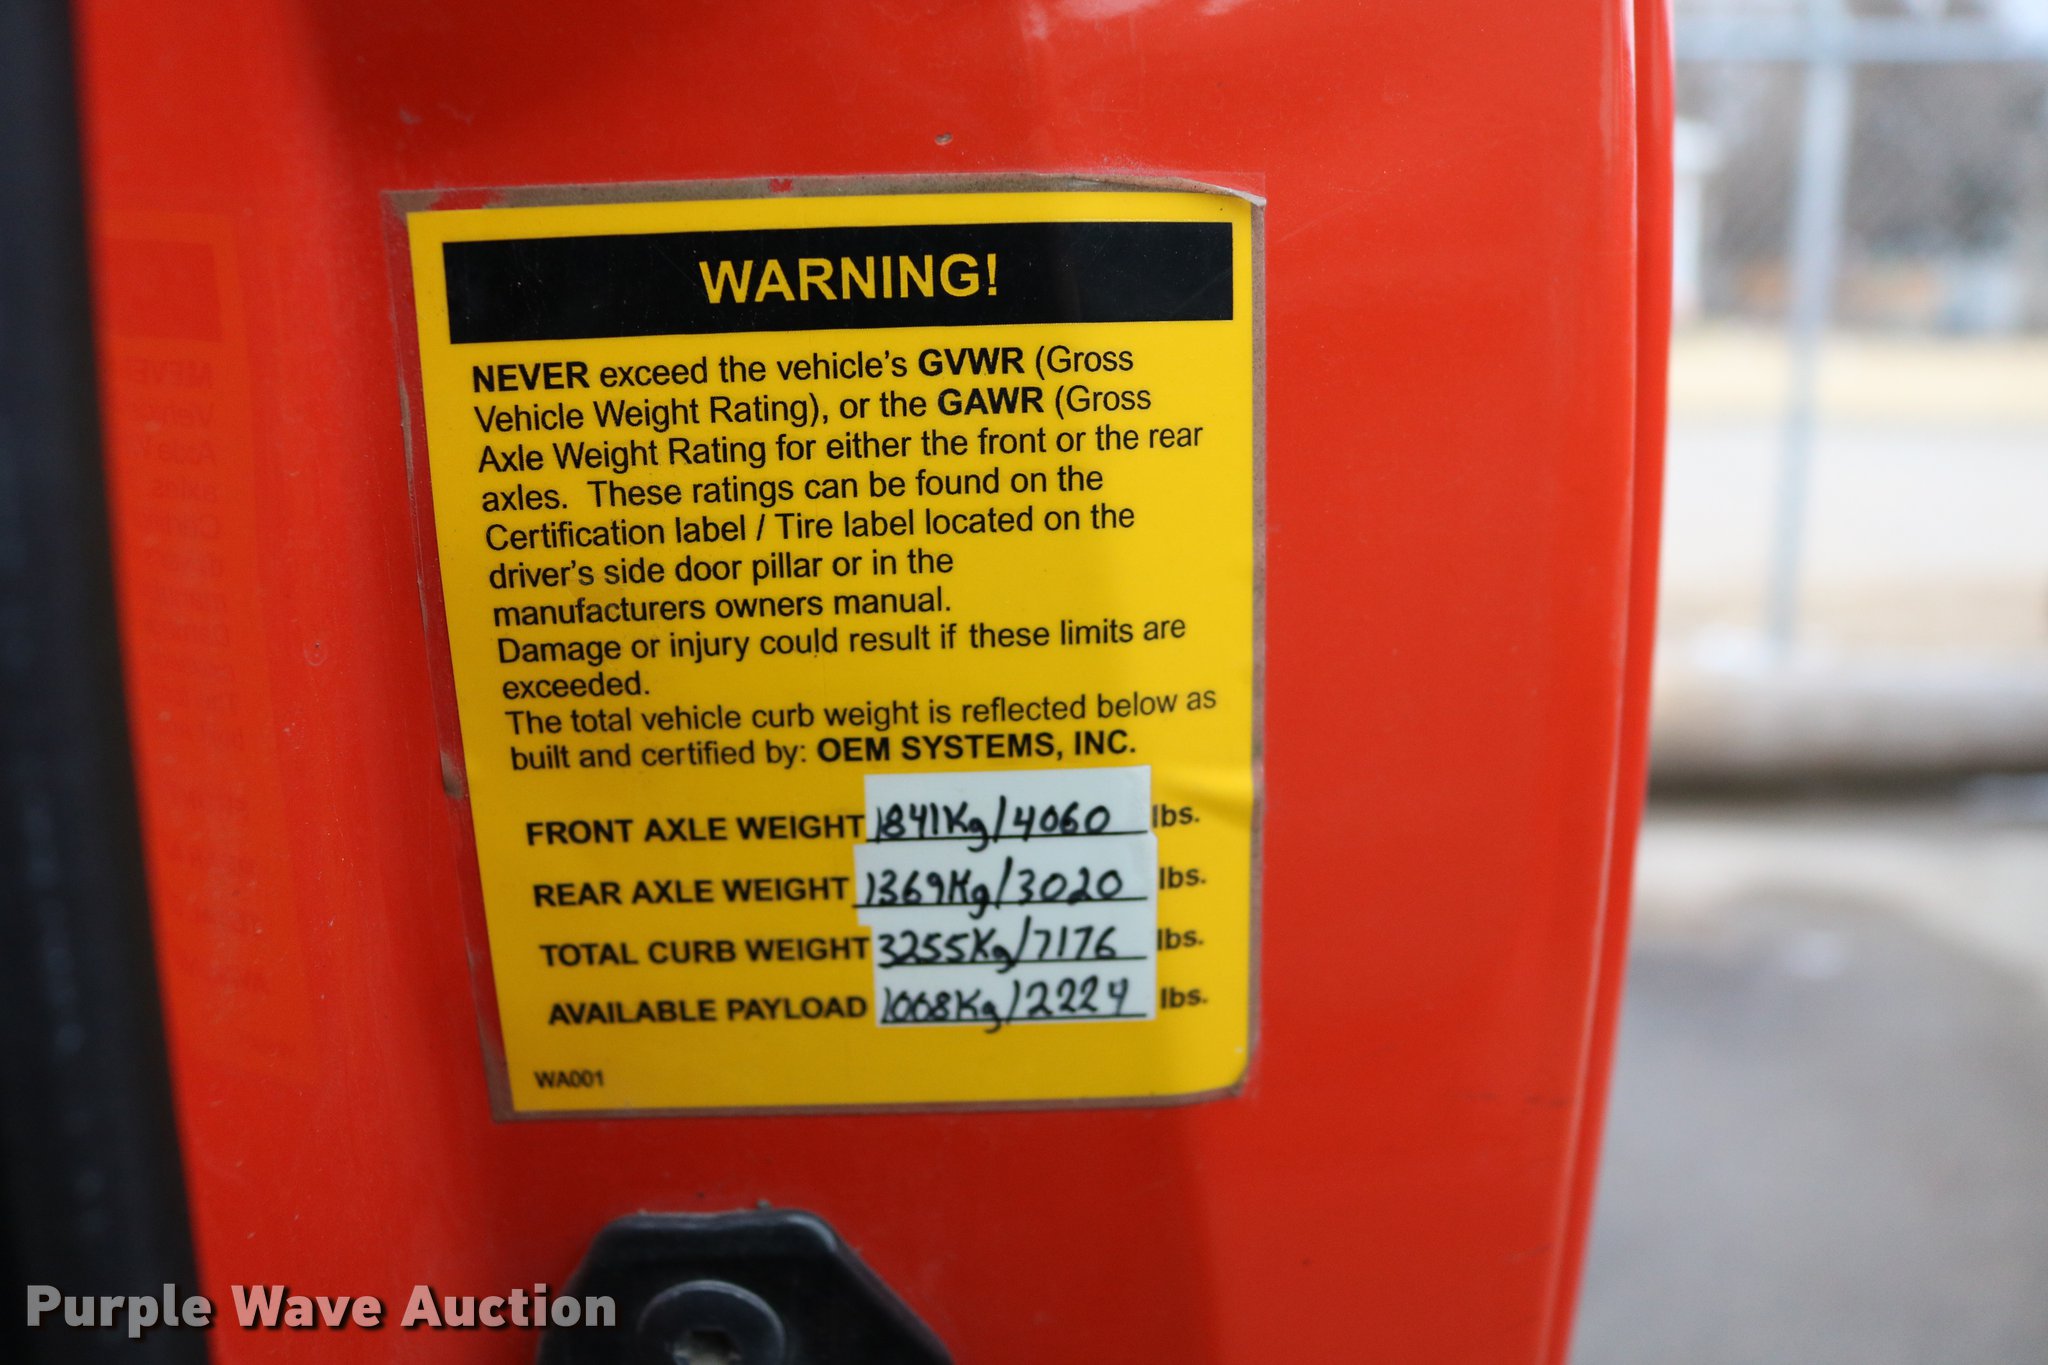 WARNING!
NEVER exceed the vehicle's GVWR (Gross
Vehicle Weight Rating), or the GAWR (Gross
Axle Weight Rating for either the front or the rear
axles. These ratings can be found on the
Certification label / Tire label located on the
driver's side door pillar or in the
manufacturers owners manual.
Damage or injury could result if these limits are
exceeded.
The total vehicle curb weight is reflected below as
built and certified by: OEM SYSTEMS, INC.
FRONT AXLE WEIGHT 1841Kg/4060 lbs.
REAR AXLE WEIGHT 1369Kg/3020 lbs.
TOTAL CURB WEIGHT 3255Kg/7176 lbs.
AVAILABLE PAYLOAD 1008Kg/2224 lbs.
WA001
Purple Wave Auction